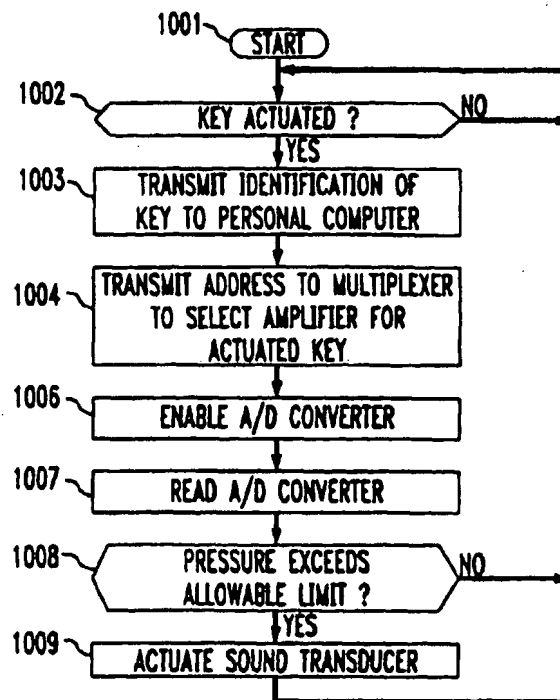 1001
START
1002
KEY ACTUATED ?
NO
YES
1003
TRANSMIT IDENTIFICATION OF
KEY TO PERSONAL COMPUTER
1004
TRANSMIT ADDRESS TO MULTIPLEXER
TO SELECT AMPLIFIER FOR
ACTUATED KEY
1006
ENABLE A/D CONVERTER
1007
READ A/D CONVERTER
1008
PRESSURE EXCEEDS
ALLOWABLE LIMIT ?
NO
YES
1009
ACTUATE SOUND TRANSDUCER